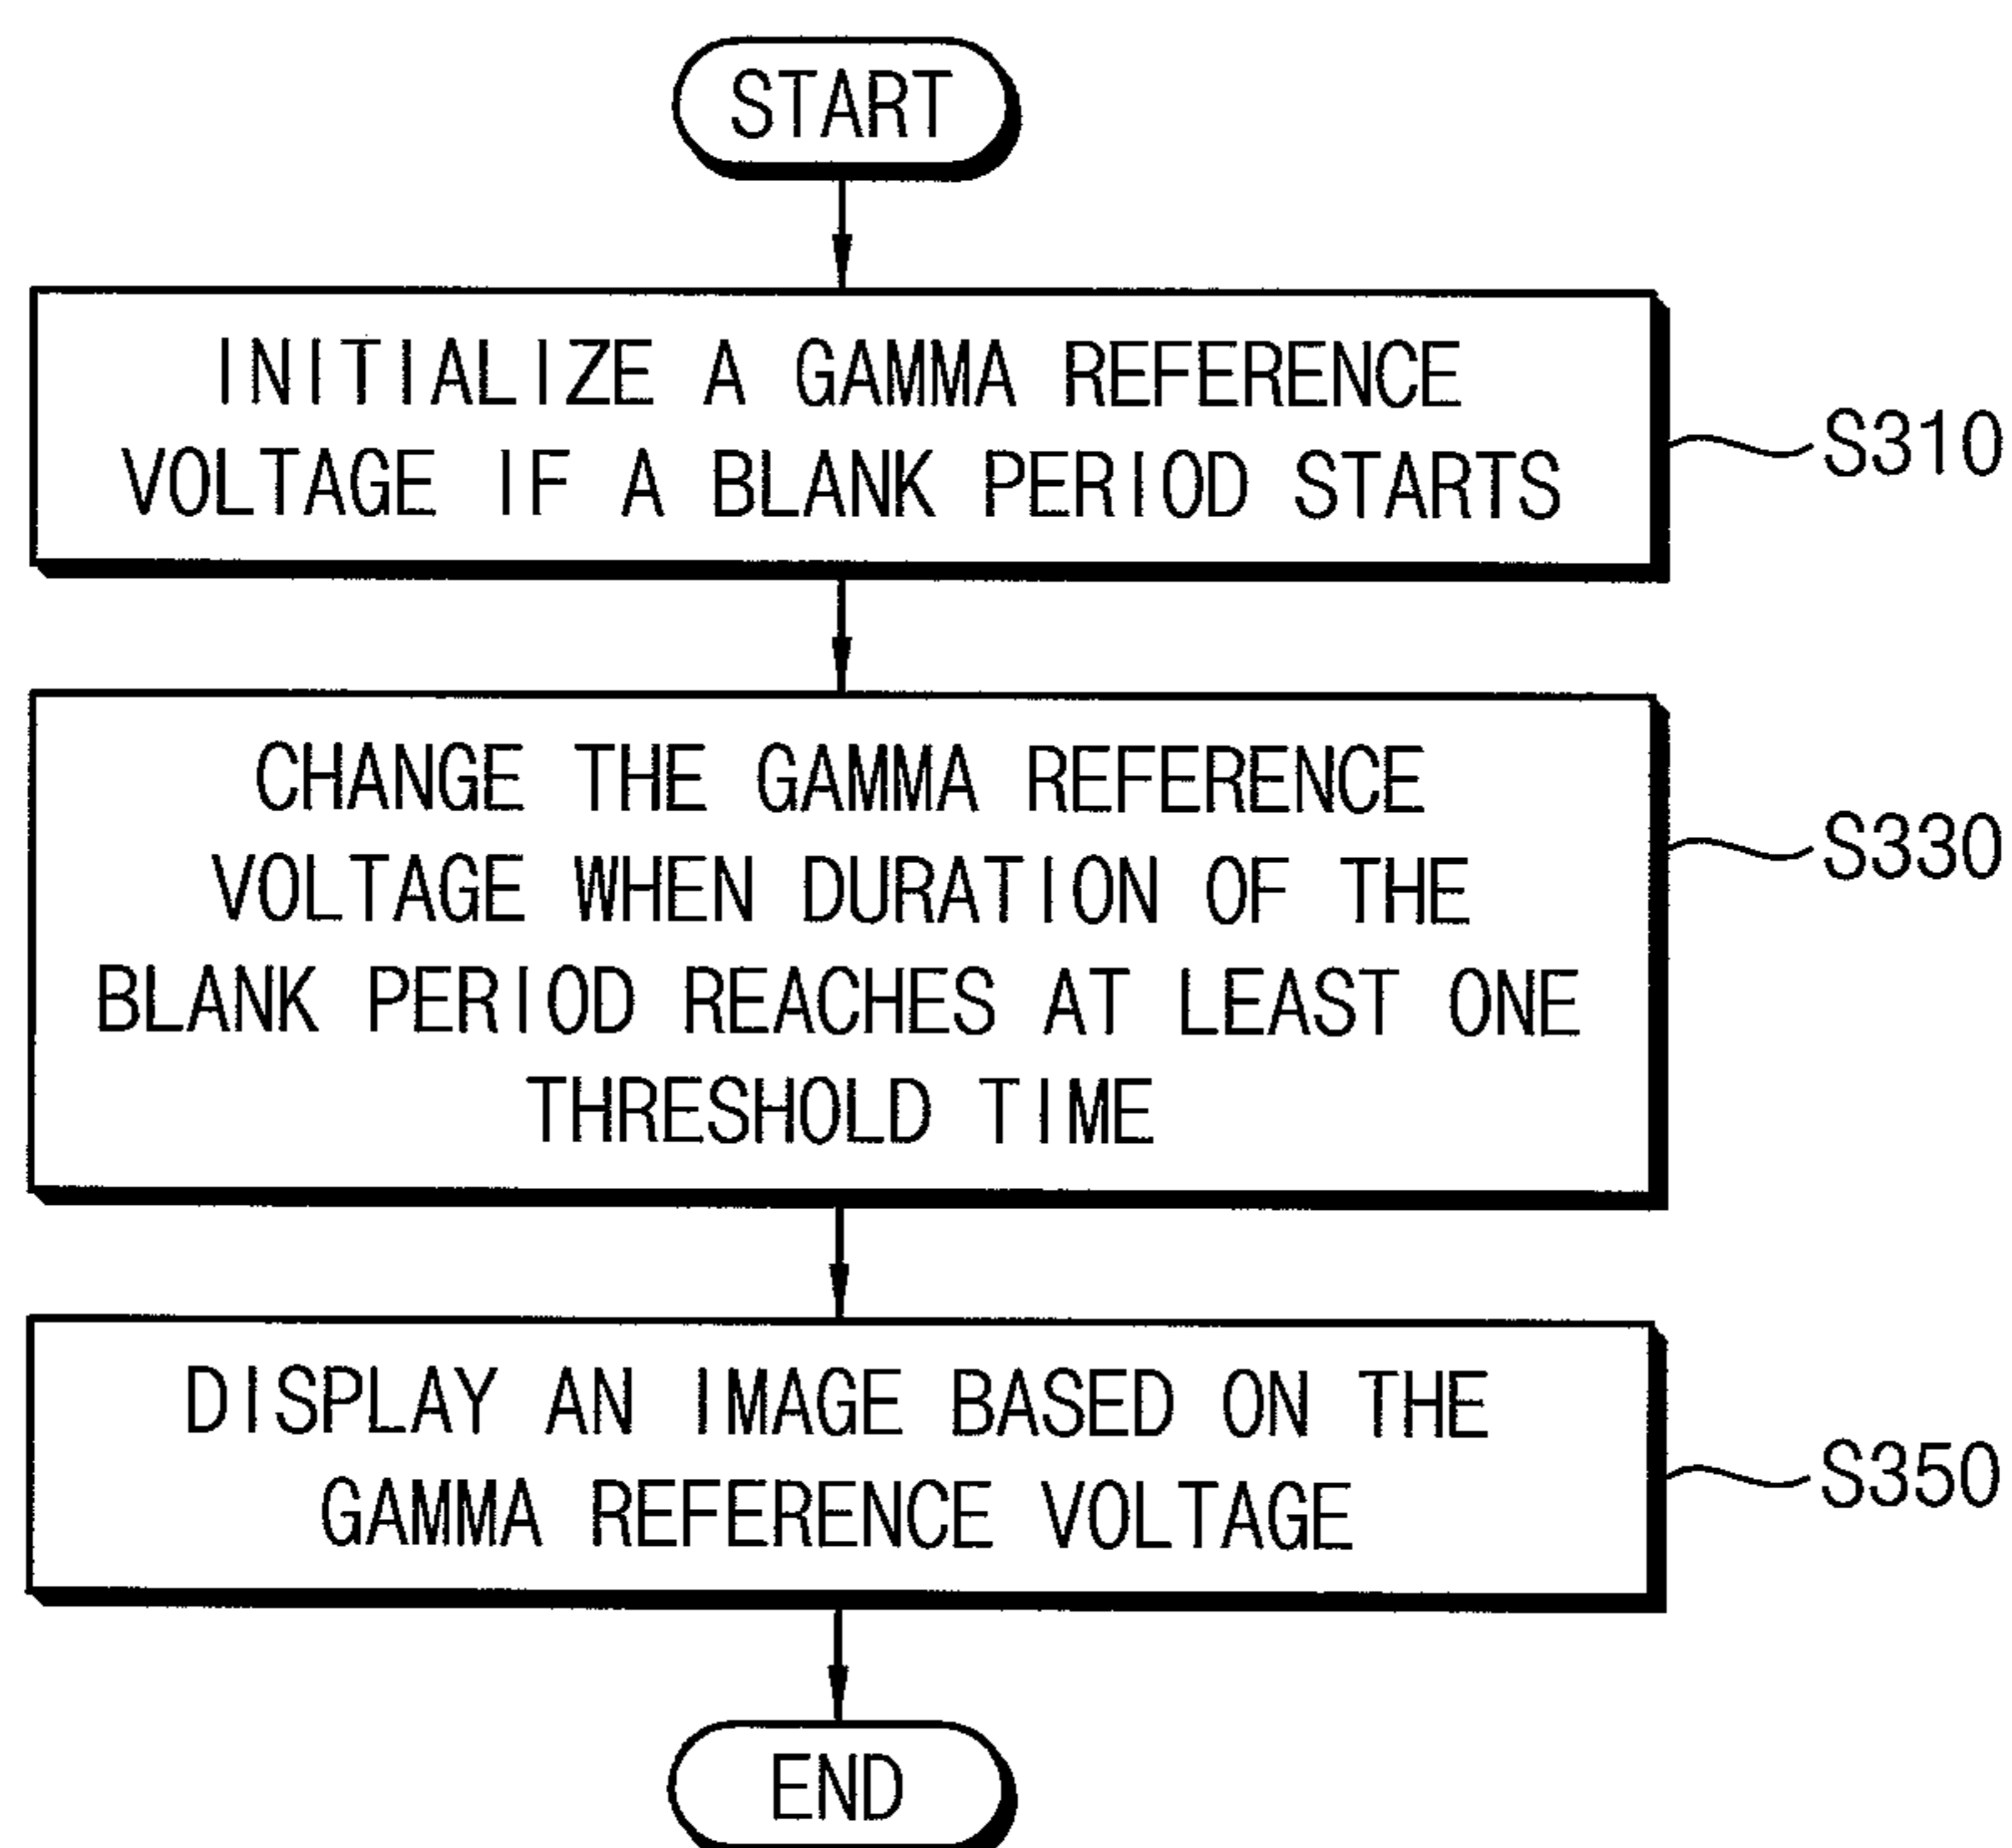 START
INITIALIZE A GAMMA REFERENCE
VOLTAGE IF A BLANK PERIOD STARTS
S310
CHANGE THE GAMMA REFERENCE
VOLTAGE WHEN DURATION OF THE
BLANK PERIOD REACHES AT LEAST ONE
THRESHOLD TIME
S330
DISPLAY AN IMAGE BASED ON THE
GAMMA REFERENCE VOLTAGE
S350
END